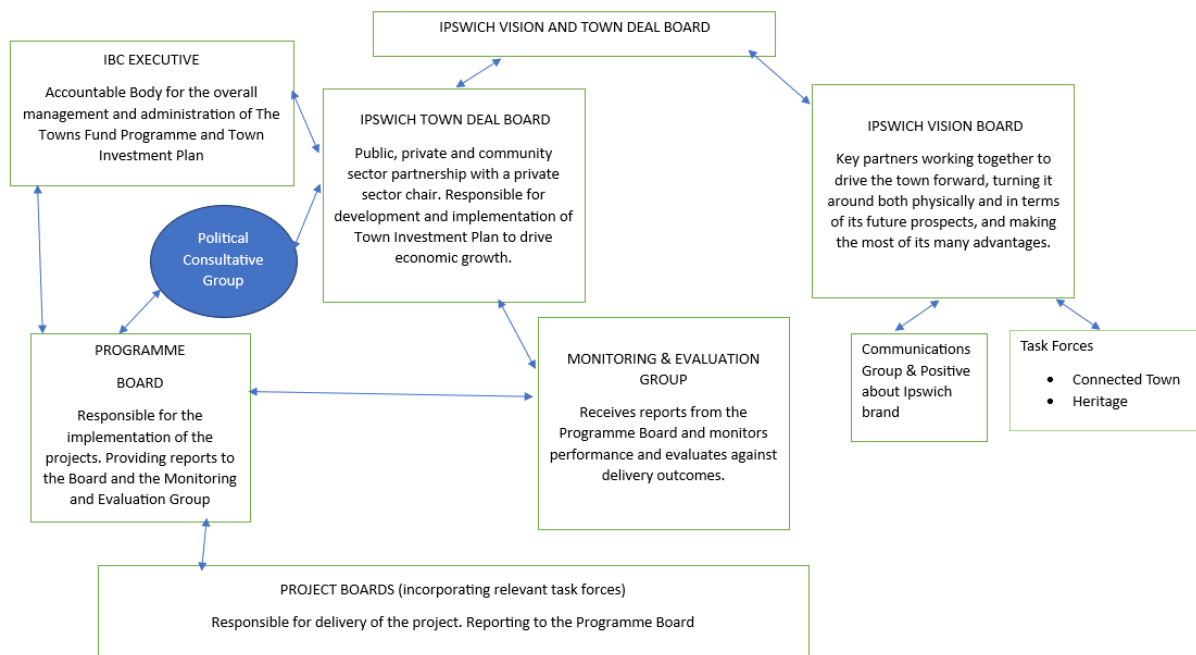 IPSWICH VISION AND TOWN DEAL BOARD
IBC EXECUTIVE
Accountable Body for the overall
management and administration of The
Towns Fund Programme and Town
Investment Plan
IPSWICH TOWN DEAL BOARD
Public, private and community
sector partnership with a private
sector chair. Responsible for
development and implementation of
Town Investment Plan to drive
economic growth.
IPSWICH VISION BOARD
Key partners working together to
drive the town forward, turning it
around both physically and in terms
of its future prospects, and making
the most of its many advantages.
Political
Consultative
Group
PROGRAMME
BOARD
Responsible for the
implementation of the
projects. Providing reports to
the Board and the Monitoring
and Evaluation Group
MONITORING & EVALUATION
GROUP
Receives reports from the
Programme Board and monitors
performance and evaluates against
delivery outcomes.
Communications
Group & Positive
about Ipswich
brand
Task Forces
• Connected Town
• Heritage
PROJECT BOARDS (incorporating relevant task forces)
Responsible for delivery of the project. Reporting to the Programme Board